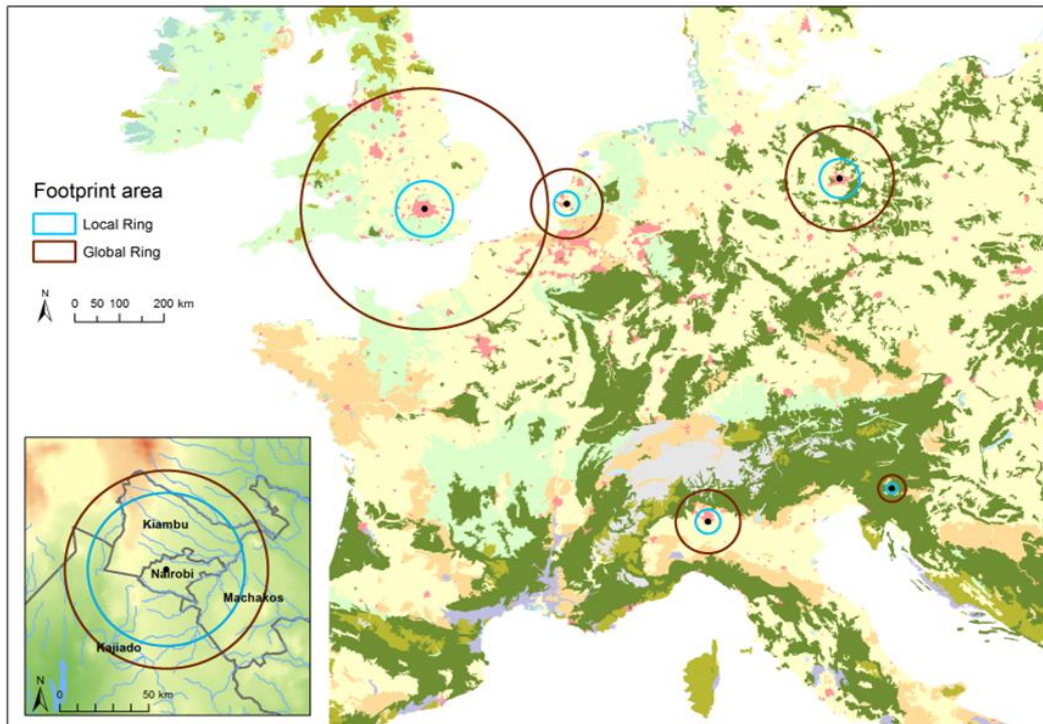 Footprint area
Local Ring
Global Ring
N
0 50 100 200 km
Kiambu
Nairobi
Machakos
Kajiado
N
0 50 km